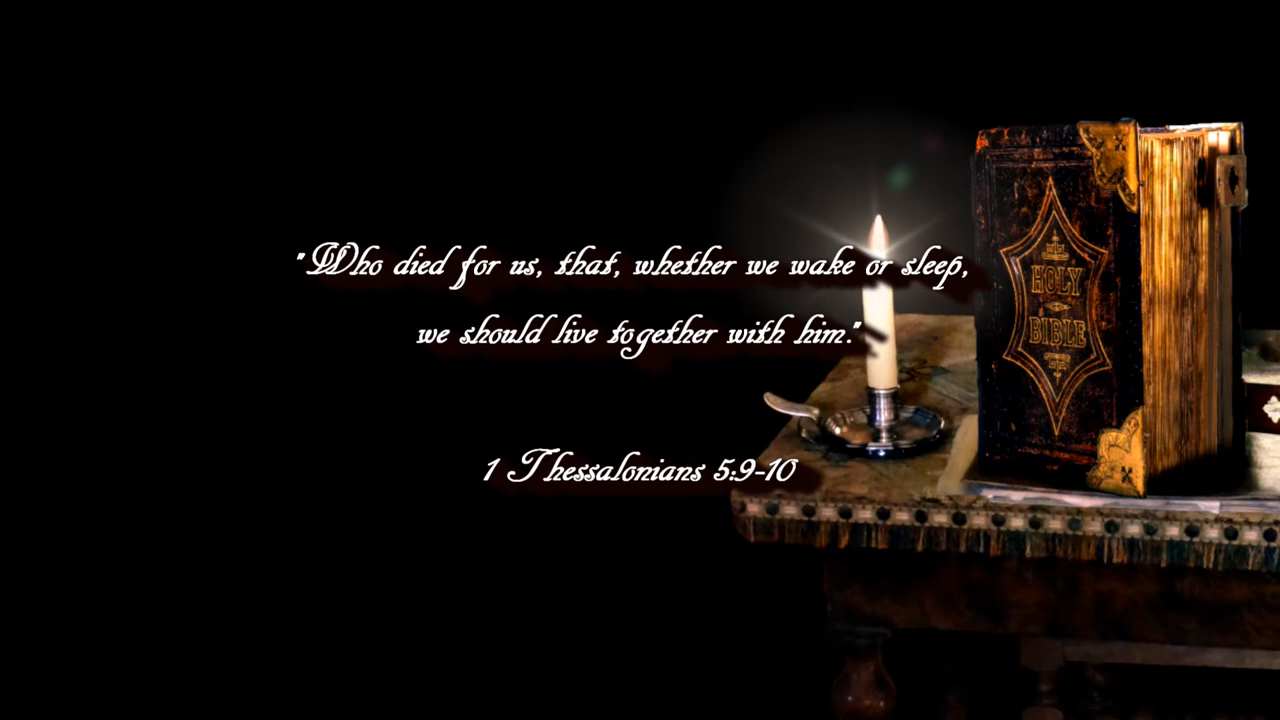 "Who died for us, that, whether we wake or sleep,
we should live together with him."
1 Thessalonians 5:9-10
HOLY
BIBLE